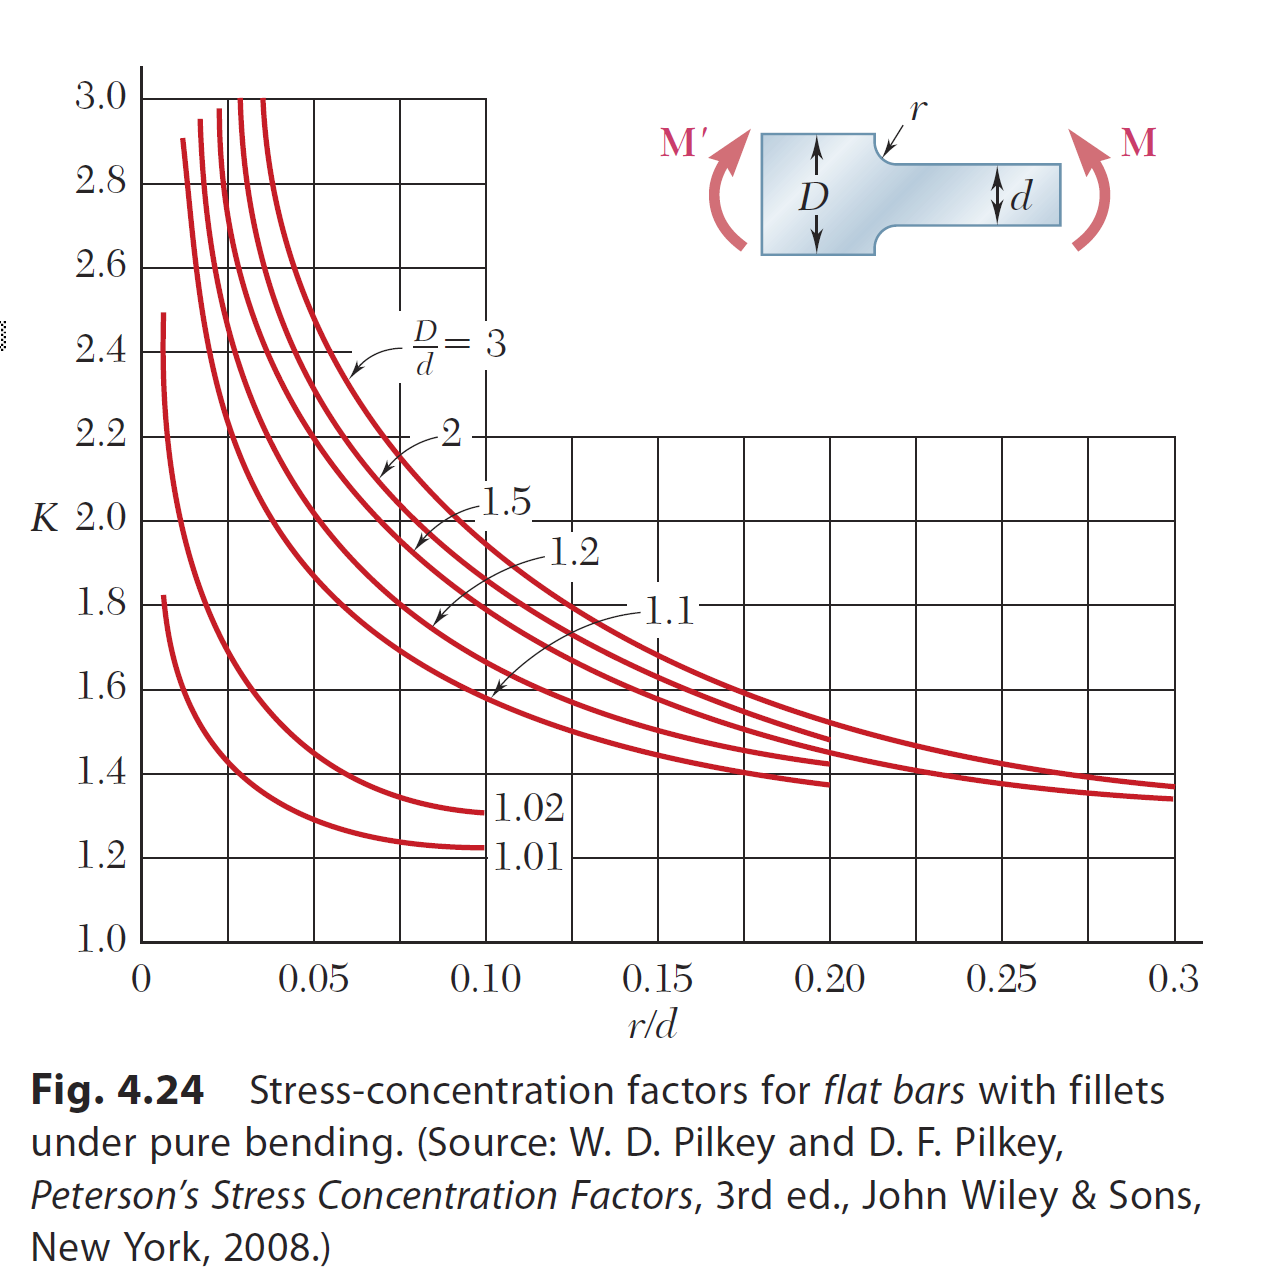 3.0
2.8
2.6
2.4
2.2
K 2.0
1.8
1.6
1.4
1.2
1.0
0 0.05 0.10 0.15 0.20 0.25 0.3
r/d
D/d = 3
2
1.5
1.2
1.1
1.02
1.01
M′ r M
D d
Fig. 4.24 Stress-concentration factors for flat bars with fillets
under pure bending. (Source: W. D. Pilkey and D. F. Pilkey,
Peterson’s Stress Concentration Factors, 3rd ed., John Wiley & Sons,
New York, 2008.)